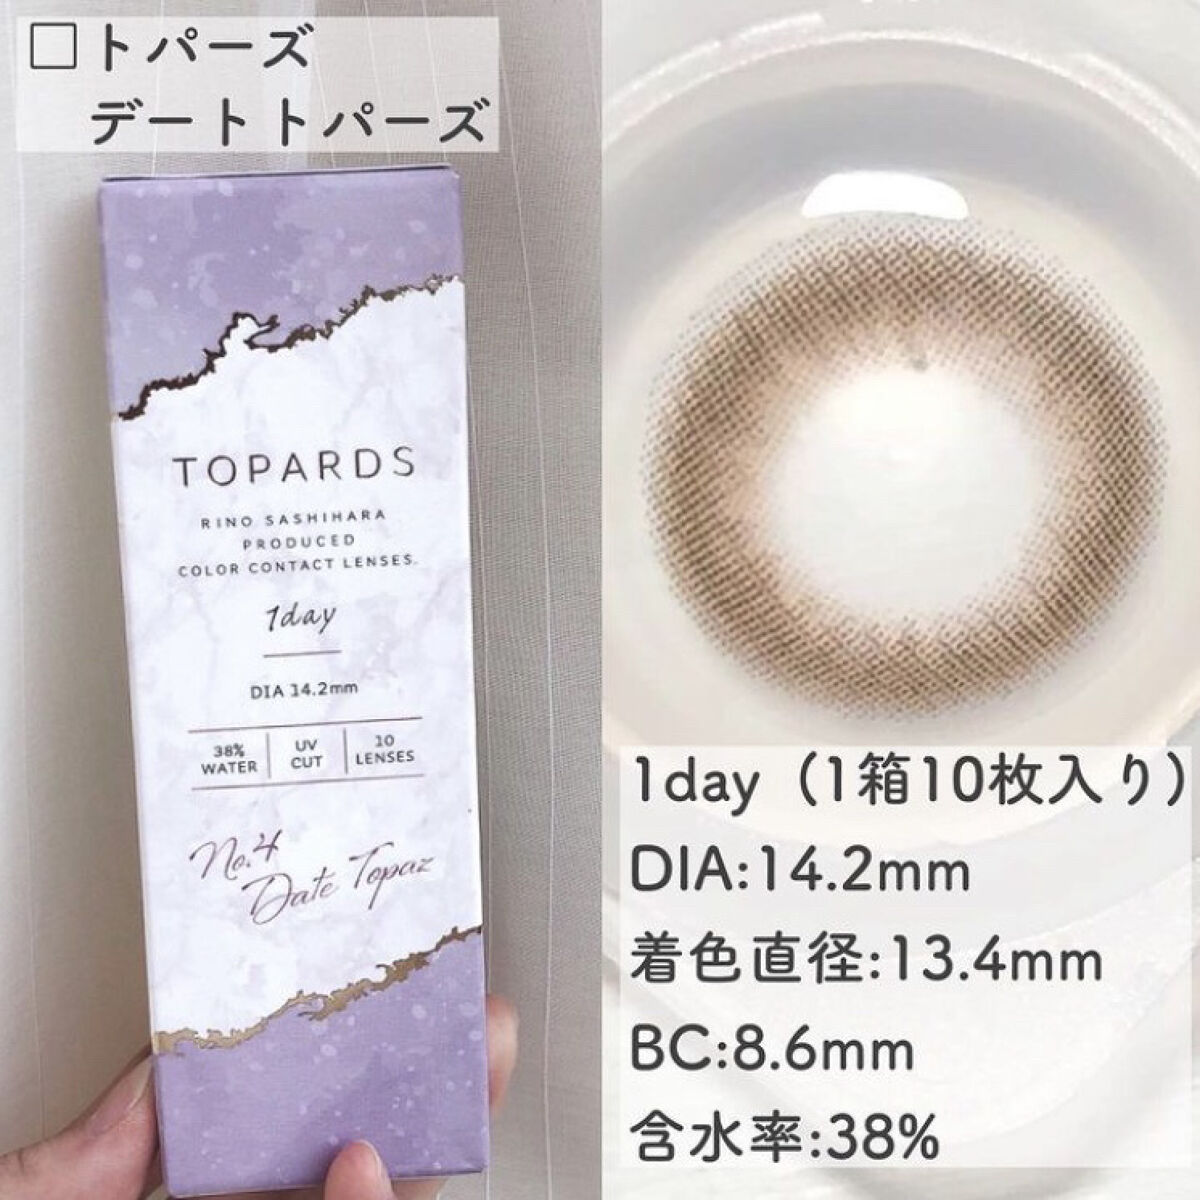 □トパーズ
デートトパーズ
TOPARDS
RINO SASHIHARA
PRODUCED
COLOR CONTACT LENSES.
1day
DIA 14.2mm
38% WATER
UV CUT
10 LENSES
No.4
Date Topaz
1day（1箱10枚入り）
DIA:14.2mm
着色直径:13.4mm
BC:8.6mm
含水率:38%